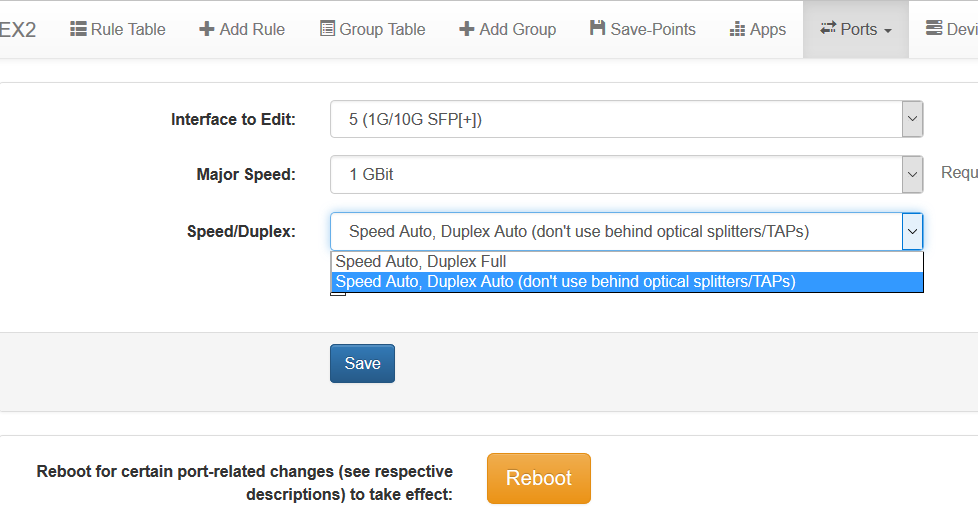 EX2 Rule Table Add Rule Group Table Add Group Save-Points Apps Ports Devi
Interface to Edit: 5 (1G/10G SFP[+])
Major Speed: 1 GBit Requ
Speed/Duplex: Speed Auto, Duplex Auto (don't use behind optical splitters/TAPs)
Speed Auto, Duplex Full
Speed Auto, Duplex Auto (don't use behind optical splitters/TAPs)
Save
Reboot for certain port-related changes (see respective
descriptions) to take effect:
Reboot